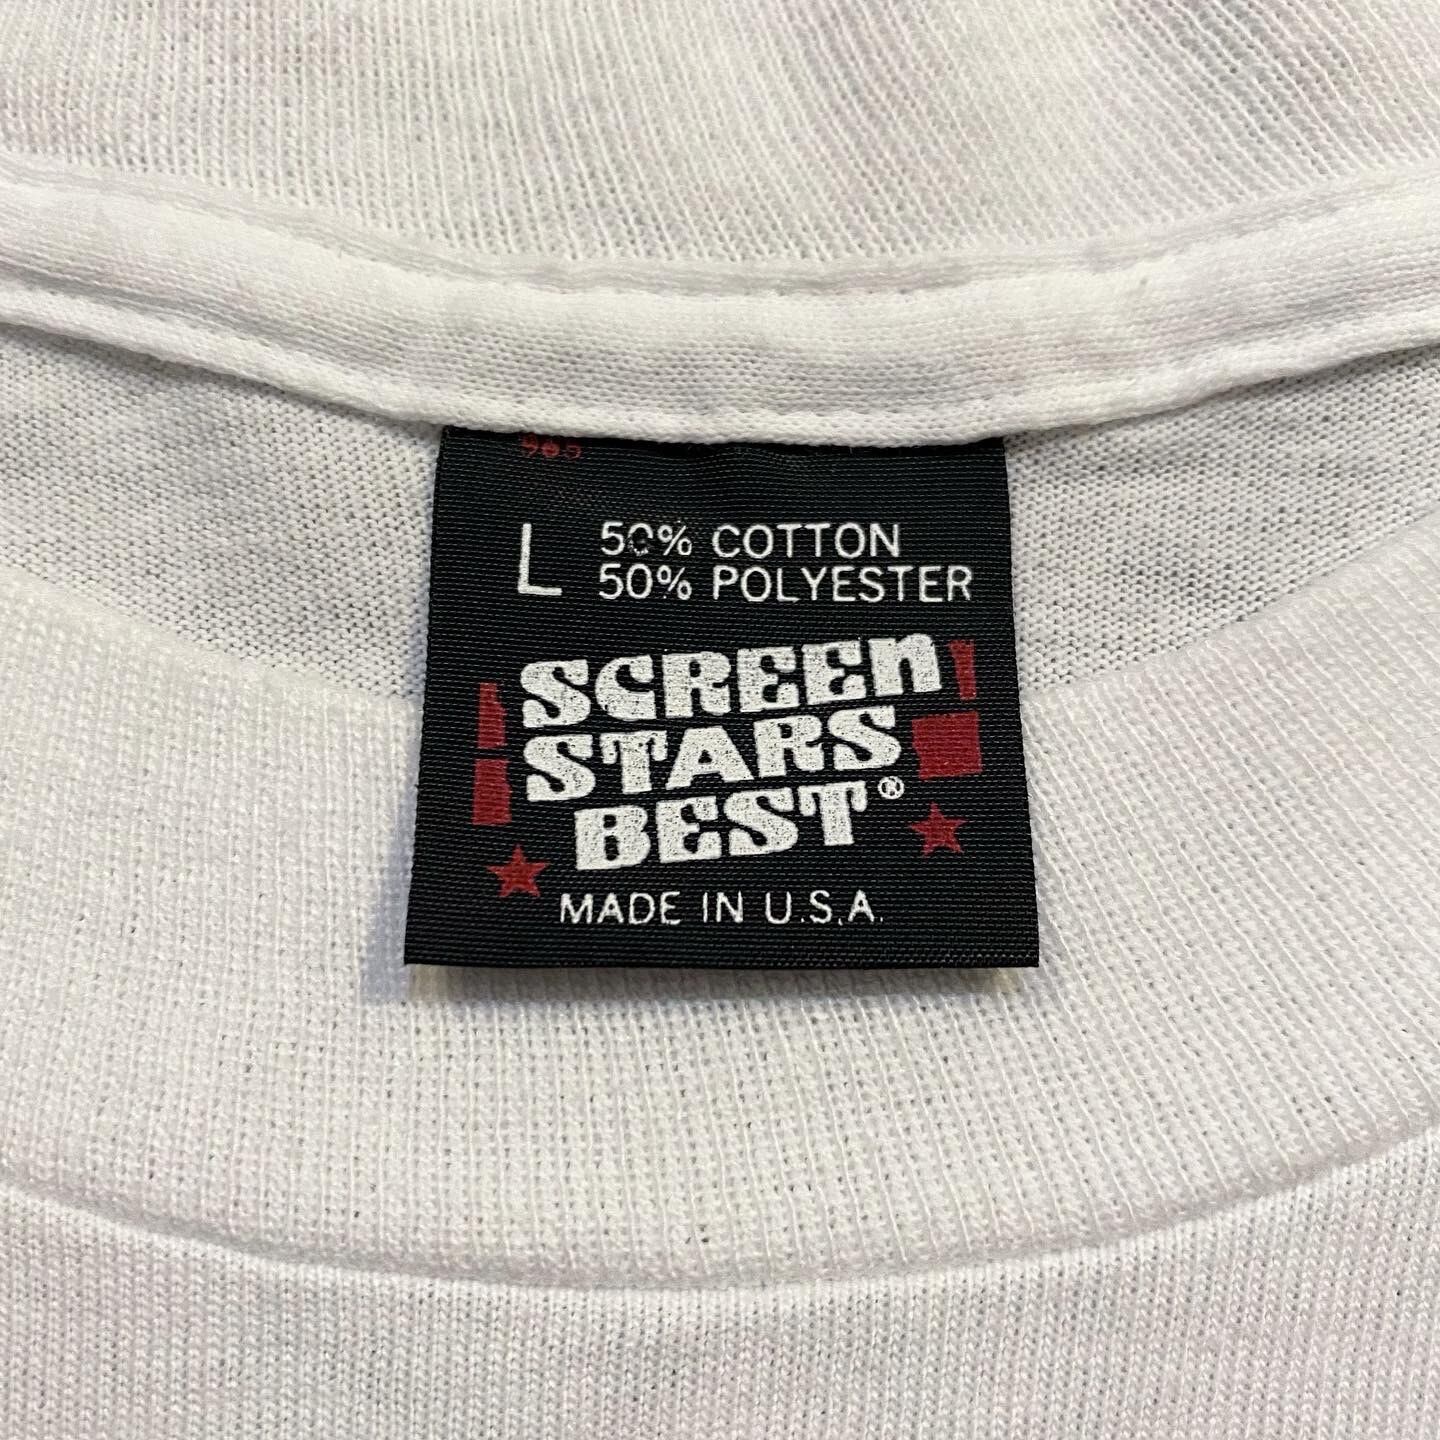 L 50% COTTON
50% POLYESTER
SCREEN
STARS
BEST®
MADE IN U.S.A.